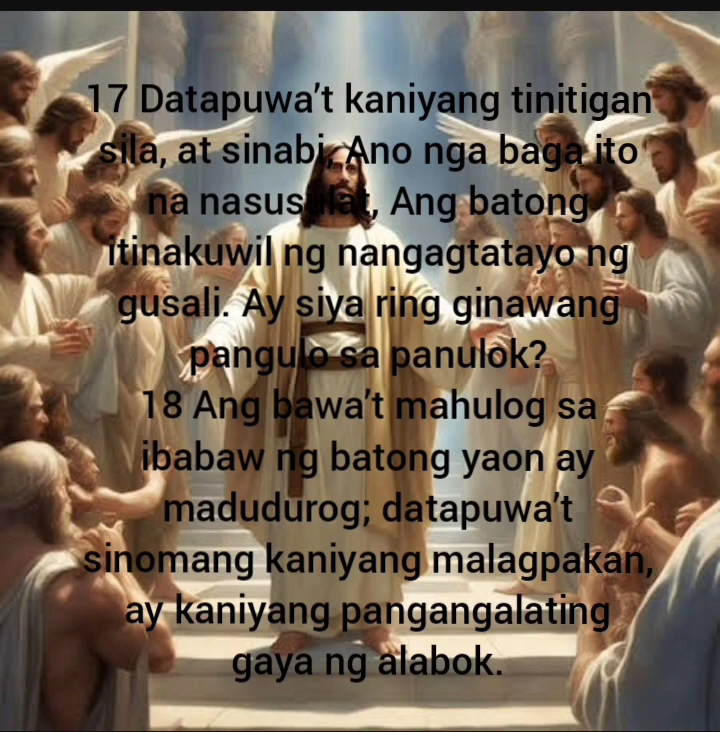 17 Datapuwa't kaniyang tinitigan
sila, at sinabi, Ano nga baga ito
na nasusulat, Ang batong
itinakuwil ng nangagtatayo ng
gusali. Ay siya ring ginawang
pangulo sa panulok?
18 Ang bawa't mahulog sa
ibabaw ng batong yaon ay
madudurog; datapuwa't
sinomang kaniyang malagpakan,
ay kaniyang pangangalating
gaya ng alabok.